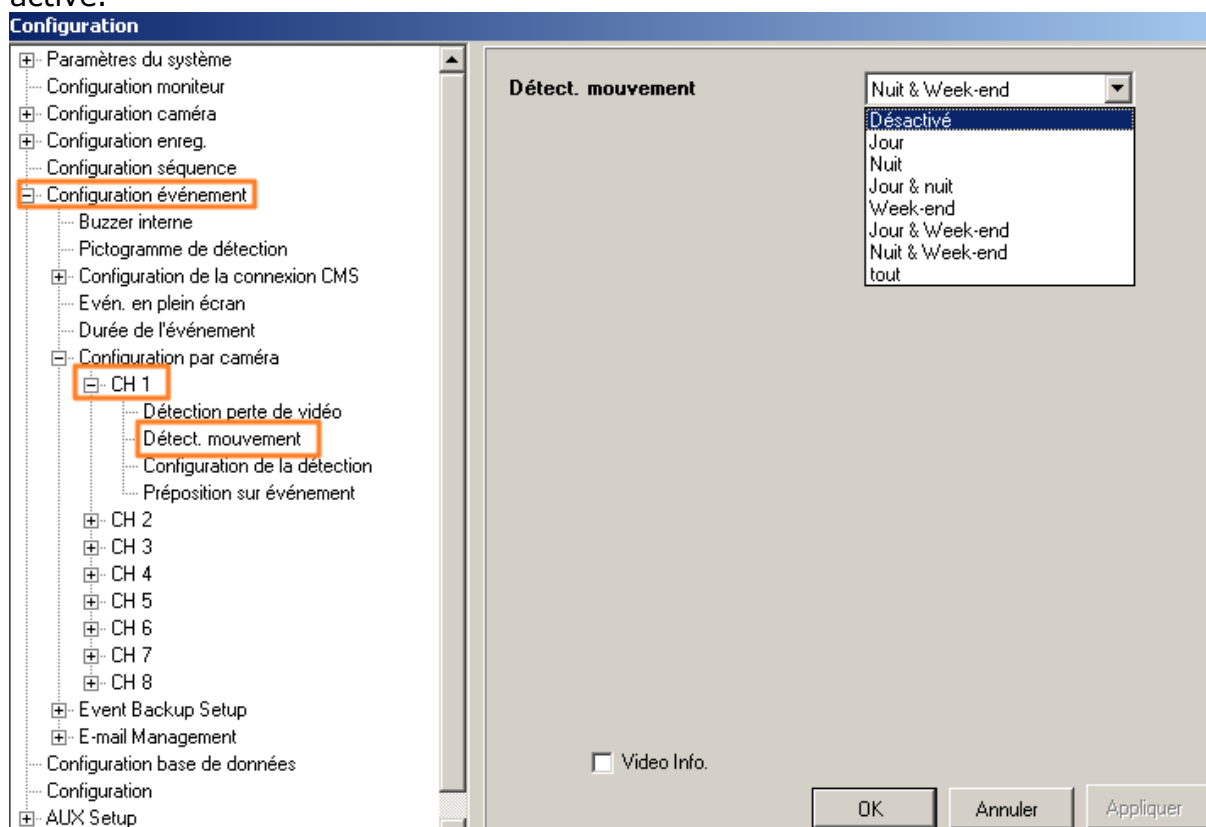 activé.
Configuration
Paramètres du système
Configuration moniteur
Configuration caméra
Configuration enreg.
Configuration séquence
Configuration événement
Buzzer interne
Pictogramme de détection
Configuration de la connexion CMS
Evén. en plein écran
Durée de l'événement
Configuration par caméra
CH 1
Détection perte de vidéo
Détect. mouvement
Configuration de la détection
Préposition sur événement
CH 2
CH 3
CH 4
CH 5
CH 6
CH 7
CH 8
Event Backup Setup
E-mail Management
Configuration base de données
Configuration
AUX Setup
Détect. mouvement
Nuit & Week-end
Désactivé
Jour
Nuit
Jour & nuit
Week-end
Jour & Week-end
Nuit & Week-end
tout
Video Info.
OK
Annuler
Appliquer